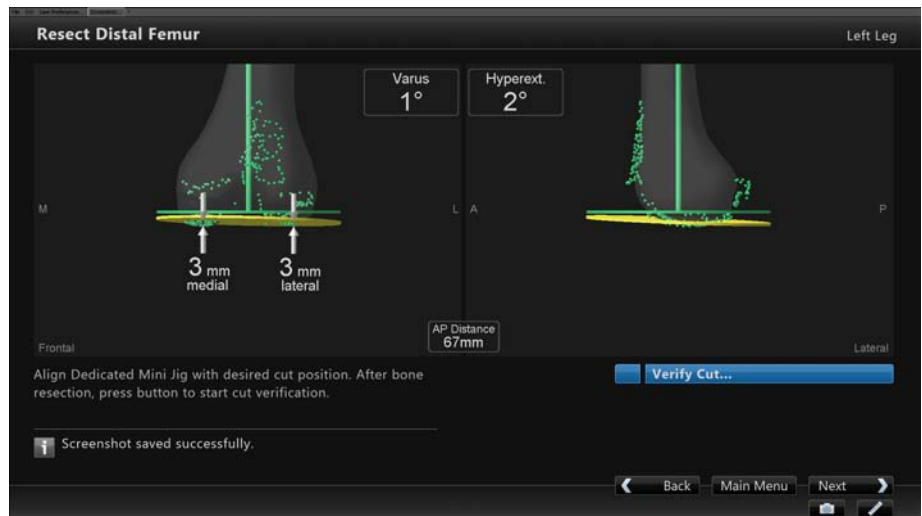 Resect Distal Femur
Left Leg
Varus
1°
Hyperext.
2°
M
L
A
P
3 mm
medial
3 mm
lateral
AP Distance
67mm
Frontal
Lateral
Align Dedicated Mini Jig with desired cut position. After bone
resection, press button to start cut verification.
Verify Cut...
i Screenshot saved successfully.
Back
Main Menu
Next